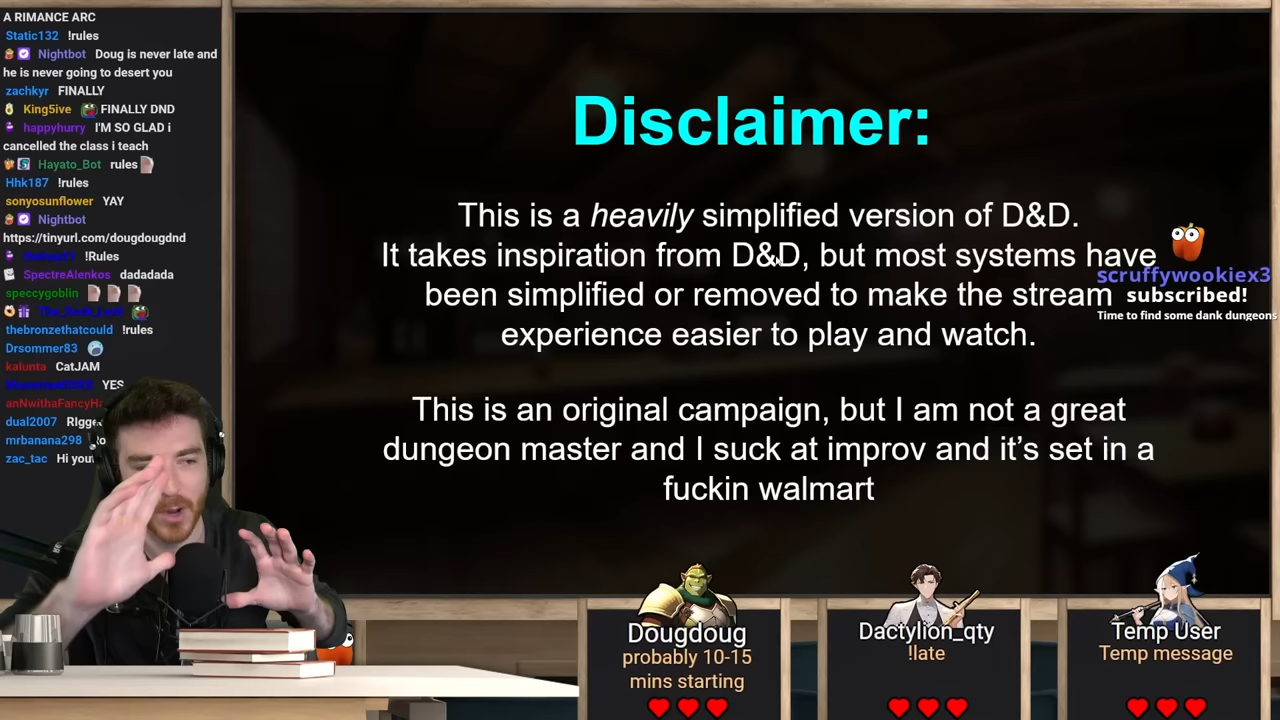 A RIMANCE ARC
Static132 !rules
Nightbot Doug is never late and
he is never going to desert you
zachkyr FINALLY
King5ive FINALLY DND
happyhurry I'M SO GLAD i
cancelled the class i teach
Hayato_Bot rules
Hhk187 !rules
sonyosunflower YAY
Nightbot
https://tinyurl.com/dougdougdnd
!Rules
SpectreAlenkos dadadada
speccygoblin
thebronzethatcould !rules
Drsommer83
kalunta CatJAM
YES
dual2007
mrbanana298
zac_tac Hi
Disclaimer:
This is a heavily simplified version of D&D.
It takes inspiration from D&D, but most systems have
been simplified or removed to make the stream
experience easier to play and watch.
This is an original campaign, but I am not a great
dungeon master and I suck at improv and it's set in a
fuckin walmart
scruffywookiex3
subscribed!
Time to find some dank dungeons
Dougdoug
probably 10-15
mins starting
Dactylion_qty
!late
Temp User
Temp message